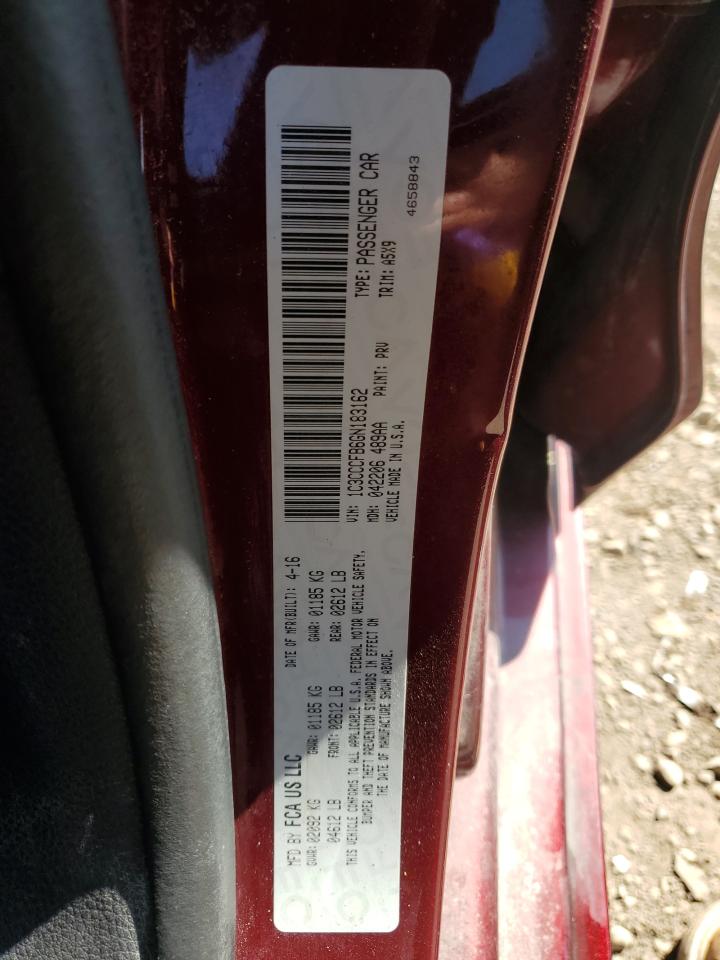 MFD BY FCA US LLC DATE OF MFR(BUILT): 4-16
GVWR: 02092 KG GAWR: 01185 KG GAWR: 01185 KG
04612 LB FRONT: 02612 LB REAR: 02612 LB
THIS VEHICLE CONFORMS TO ALL APPLICABLE U.S.A. FEDERAL MOTOR VEHICLE SAFETY,
BUMPER AND THEFT PREVENTION STANDARDS IN EFFECT ON
THE DATE OF MANUFACTURE SHOWN ABOVE.
VIN: 1C3CCCFB6GN183162 TYPE: PASSENGER CAR
MDH: 042206 489AA PAINT: PRV TRIM: A5X9
VEHICLE MADE IN U.S.A.
4658843